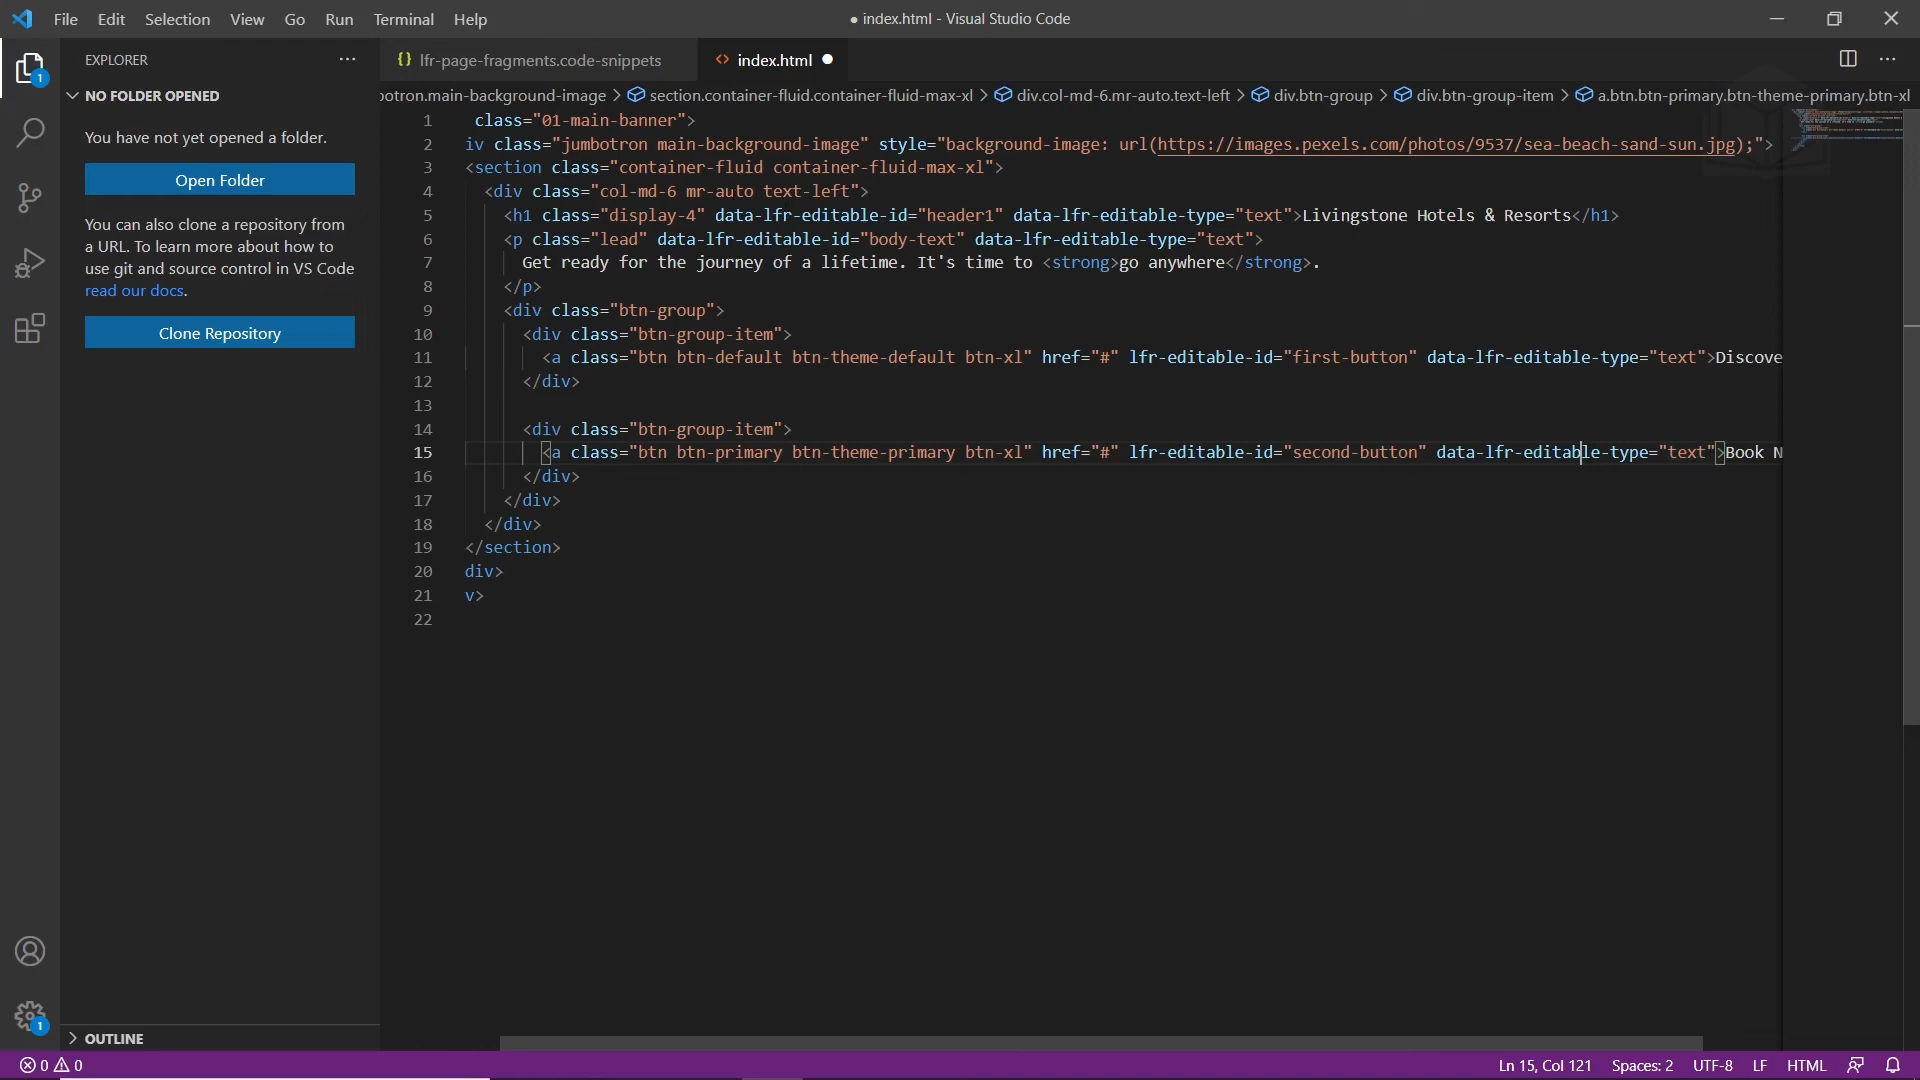 File Edit Selection View Go Run Terminal Help
● index.html - Visual Studio Code
EXPLORER
lfr-page-fragments.code-snippets
index.html
NO FOLDER OPENED
You have not yet opened a folder.
Open Folder
You can also clone a repository from
a URL. To learn more about how to
use git and source control in VS Code
read our docs.
Clone Repository
OUTLINE
otron.main-background-image > section.container-fluid.container-fluid-max-xl > div.col-md-6.mr-auto.text-left > div.btn-group > div.btn-group-item > a.btn.btn-primary.btn-theme-primary.btn-xl
1 class="01-main-banner">
2 iv class="jumbotron main-background-image" style="background-image: url(https://images.pexels.com/photos/9537/sea-beach-sand-sun.jpg);">
3 <section class="container-fluid container-fluid-max-xl">
4 <div class="col-md-6 mr-auto text-left">
5 <h1 class="display-4" data-lfr-editable-id="header1" data-lfr-editable-type="text">Livingstone Hotels & Resorts</h1>
6 <p class="lead" data-lfr-editable-id="body-text" data-lfr-editable-type="text">
7 Get ready for the journey of a lifetime. It's time to <strong>go anywhere</strong>.
8 </p>
9 <div class="btn-group">
10 <div class="btn-group-item">
11 <a class="btn btn-default btn-theme-default btn-xl" href="#" lfr-editable-id="first-button" data-lfr-editable-type="text">Discove
12 </div>
13
14 <div class="btn-group-item">
15 <a class="btn btn-primary btn-theme-primary btn-xl" href="#" lfr-editable-id="second-button" data-lfr-editable-type="text">Book N
16 </div>
17 </div>
18 </div>
19 </section>
20 div>
21 v>
22
1
1
0 0
Ln 15, Col 121 Spaces: 2 UTF-8 LF HTML